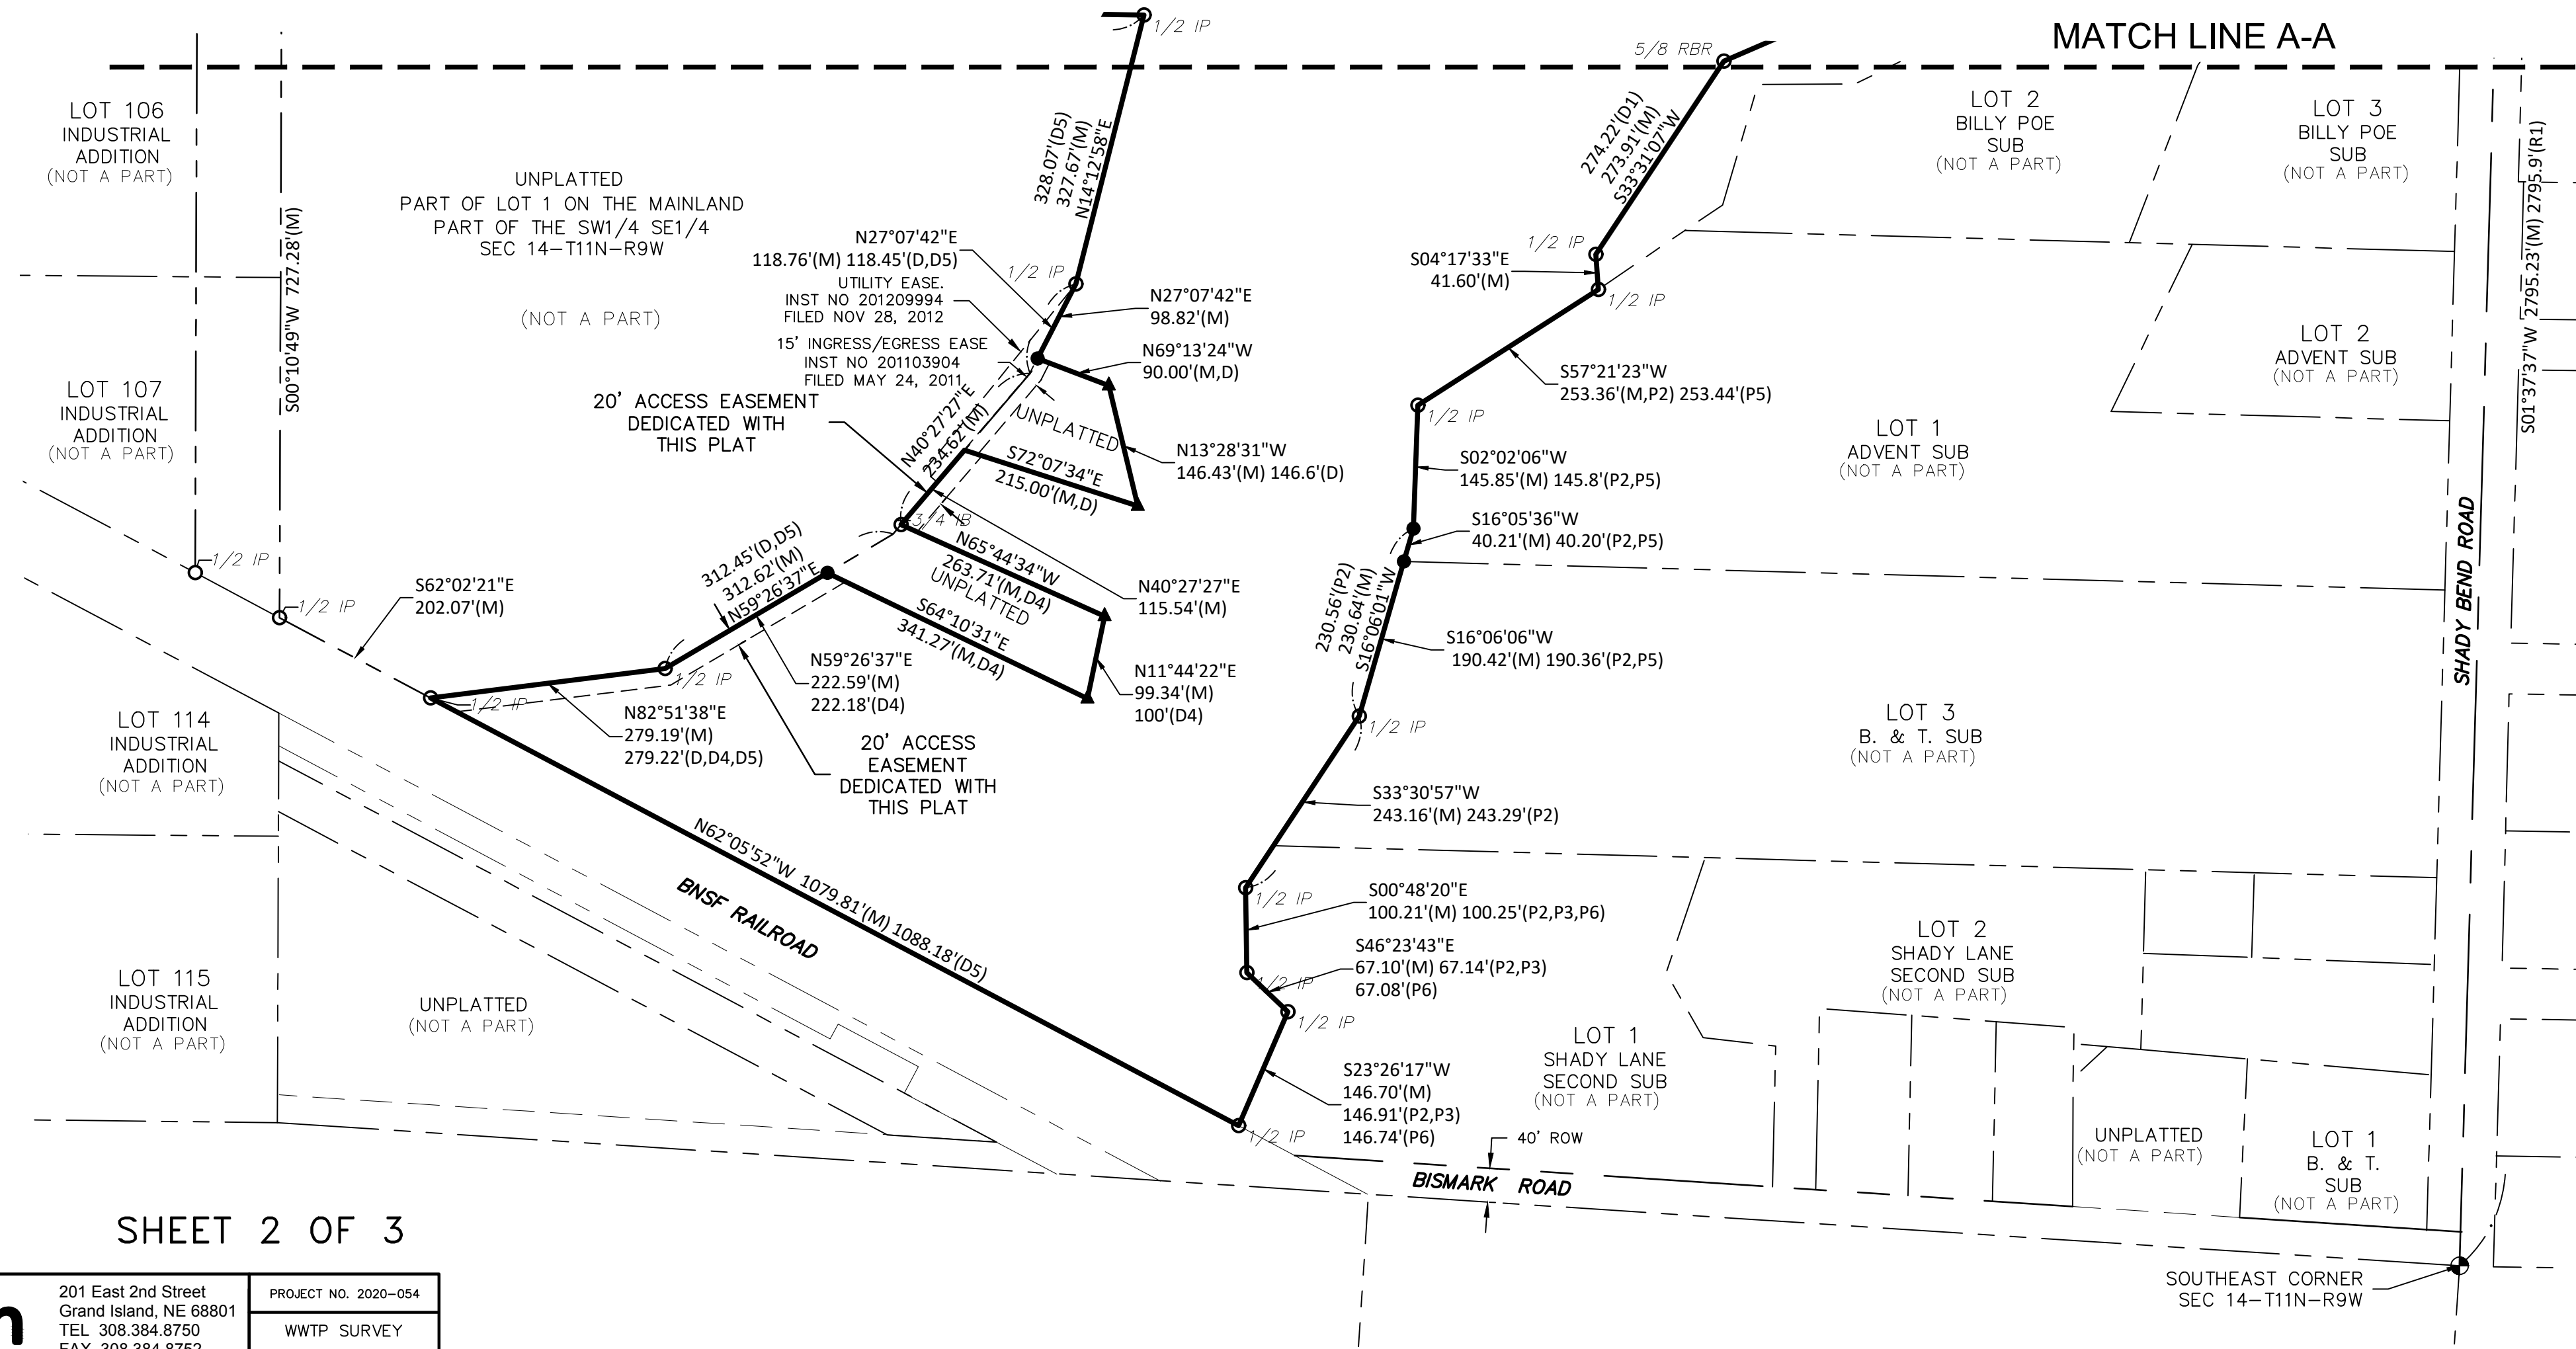 MATCH LINE A-A
1/2 IP
5/8 RBR
LOT 106
INDUSTRIAL
ADDITION
(NOT A PART)
S00°10'49"W 727.28'(M)
UNPLATTED
PART OF LOT 1 ON THE MAINLAND
PART OF THE SW1/4 SE1/4
SEC 14-T11N-R9W
(NOT A PART)
328.07'(D5)
327.67'(M)
N14°12'58"E
274.22'(D1)
273.91'(M)
S33°31'07"W
LOT 2
BILLY POE
SUB
(NOT A PART)
LOT 3
BILLY POE
SUB
(NOT A PART)
S01°37'37"W 2795.23'(M) 2795.9'(R1)
N27°07'42"E
118.76'(M) 118.45'(D,D5)
1/2 IP
UTILITY EASE.
INST NO 201209994
FILED NOV 28, 2012
15' INGRESS/EGRESS EASE
INST NO 201103904
FILED MAY 24, 2011
N27°07'42"E
98.82'(M)
N69°13'24"W
90.00'(M,D)
1/2 IP
S04°17'33"E
41.60'(M)
1/2 IP
S57°21'23"W
253.36'(M,P2) 253.44'(P5)
LOT 2
ADVENT SUB
(NOT A PART)
LOT 107
INDUSTRIAL
ADDITION
(NOT A PART)
20' ACCESS EASEMENT
DEDICATED WITH
THIS PLAT
N40°27'27"E
234.62'(M)
UNPLATTED
S72°07'34"E
215.00'(M,D)
N13°28'31"W
146.43'(M) 146.6'(D)
1/2 IP
S02°02'06"W
145.85'(M) 145.8'(P2,P5)
LOT 1
ADVENT SUB
(NOT A PART)
S16°05'36"W
40.21'(M) 40.20'(P2,P5)
SHADY BEND ROAD
3/4 IB
1/2 IP
1/2 IP
S62°02'21"E
202.07'(M)
312.45'(D,D5)
312.62'(M)
N59°26'37"E
N65°44'34"W
263.71'(M,D4)
UNPLATTED
S64°10'31"E
341.27'(M,D4)
N40°27'27"E
115.54'(M)
230.56'(P2)
230.64'(M)
S16°06'01"W
S16°06'06"W
190.42'(M) 190.36'(P2,P5)
N59°26'37"E
222.59'(M)
222.18'(D4)
N11°44'22"E
99.34'(M)
100'(D4)
1/2 IP
1/2 IP
N82°51'38"E
279.19'(M)
279.22'(D,D4,D5)
20' ACCESS
EASEMENT
DEDICATED WITH
THIS PLAT
1/2 IP
LOT 3
B. & T. SUB
(NOT A PART)
LOT 114
INDUSTRIAL
ADDITION
(NOT A PART)
S33°30'57"W
243.16'(M) 243.29'(P2)
N62°05'52"W 1079.81'(M) 1088.18'(D5)
BNSF RAILROAD
1/2 IP
S00°48'20"E
100.21'(M) 100.25'(P2,P3,P6)
S46°23'43"E
67.10'(M) 67.14'(P2,P3)
67.08'(P6)
1/2 IP
1/2 IP
LOT 2
SHADY LANE
SECOND SUB
(NOT A PART)
LOT 115
INDUSTRIAL
ADDITION
(NOT A PART)
UNPLATTED
(NOT A PART)
LOT 1
SHADY LANE
SECOND SUB
(NOT A PART)
S23°26'17"W
146.70'(M)
146.91'(P2,P3)
146.74'(P6)
1/2 IP
40' ROW
BISMARK ROAD
UNPLATTED
(NOT A PART)
LOT 1
B. & T.
SUB
(NOT A PART)
SOUTHEAST CORNER
SEC 14-T11N-R9W
SHEET 2 OF 3
201 East 2nd Street
Grand Island, NE 68801
TEL 308.384.8750
FAX 308.384.8752
PROJECT NO. 2020-054
WWTP SURVEY